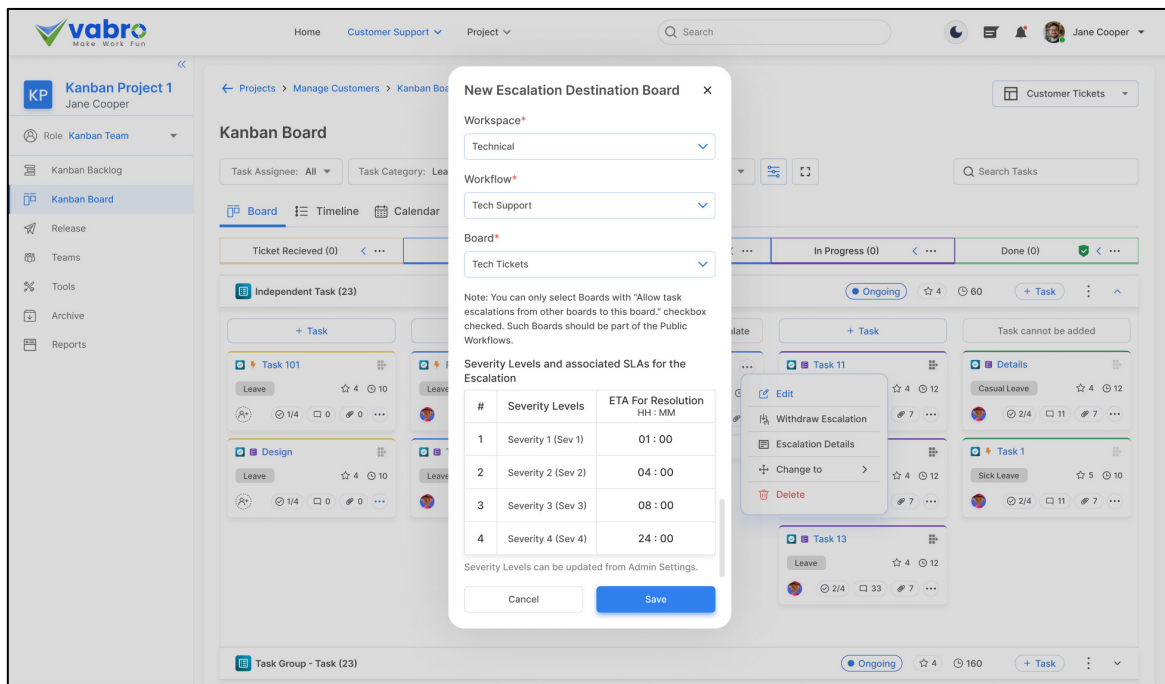 vabro
Make Work Fun
Home
Customer Support
Project
Search
Jane Cooper
KP
Kanban Project 1
Jane Cooper
Role Kanban Team
Kanban Backlog
Kanban Board
Release
Teams
Tools
Archive
Reports
Projects > Manage Customers > Kanban Boa
Customer Tickets
Kanban Board
Task Assignee: All
Task Category: Lea
Search Tasks
Board
Timeline
Calendar
Ticket Recieved (0)
In Progress (0)
Done (0)
Independent Task (23)
Ongoing
4
60
+ Task
+ Task
late
+ Task
Task cannot be added
Task 101
Leave
4
10
1/4
0
0
Design
Leave
4
10
1/4
0
0
Leave
Leave
New Escalation Destination Board
Workspace*
Technical
Workflow*
Tech Support
Board*
Tech Tickets
Note: You can only select Boards with "Allow task
escalations from other boards to this board." checkbox
checked. Such Boards should be part of the Public
Workflows.
Severity Levels and associated SLAs for the
Escalation
# Severity Levels ETA For Resolution
HH : MM
1 Severity 1 (Sev 1) 01 : 00
2 Severity 2 (Sev 2) 04 : 00
3 Severity 3 (Sev 3) 08 : 00
4 Severity 4 (Sev 4) 24 : 00
Severity Levels can be updated from Admin Settings.
Cancel
Save
Edit
Withdraw Escalation
Escalation Details
Change to >
Delete
Task 11
4
12
7
4
12
7
Task 13
Leave
4
12
2/4
33
7
Details
Casual Leave
4
12
2/4
11
7
Task 1
Sick Leave
5
10
2/4
11
7
Task Group - Task (23)
Ongoing
4
160
+ Task